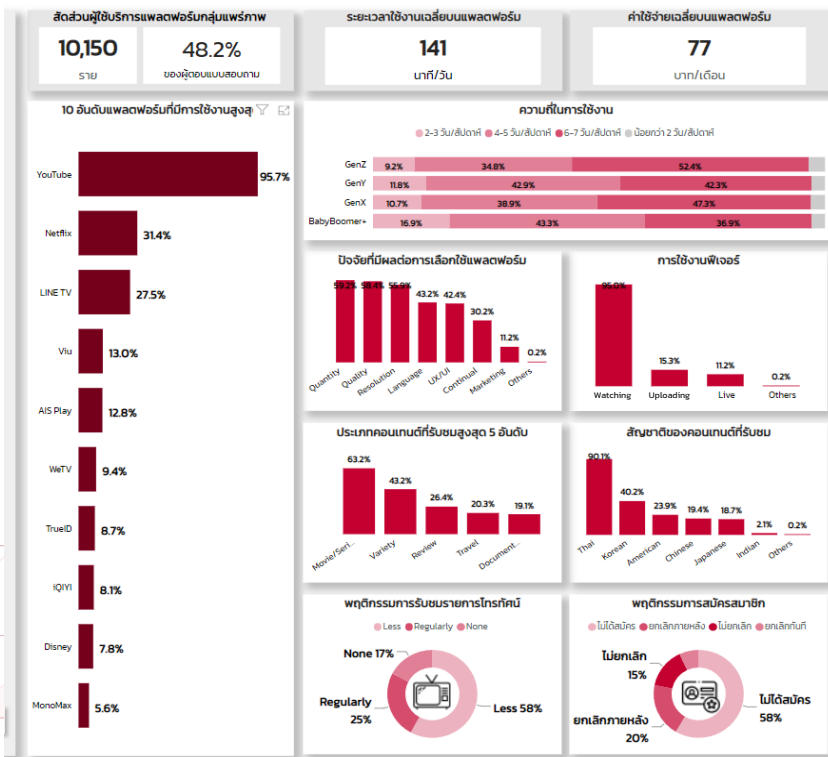 สัดส่วนผู้ใช้บริการแพลตฟอร์มกลุ่มแพร่ภาพ
10,150
ราย
48.2%
ของผู้ตอบแบบสอบถาม
ระยะเวลาใช้งานเฉลี่ยบนแพลตฟอร์ม
141
นาที/วัน
ค่าใช้จ่ายเฉลี่ยบนแพลตฟอร์ม
77
บาท/เดือน
10 อันดับแพลตฟอร์มที่มีการใช้งานสูงสุ
YouTube 95.7%
Netflix 31.4%
LINE TV 27.5%
Viu 13.0%
AIS Play 12.8%
WeTV 9.4%
TrueID 8.7%
iQIYI 8.1%
Disney 7.8%
MonoMax 5.6%
ความถี่ในการใช้งาน
2-3 วัน/สัปดาห์ 4-5 วัน/สัปดาห์ 6-7 วัน/สัปดาห์ น้อยกว่า 2 วัน/สัปดาห์
GenZ 9.2% 34.8% 52.4%
GenY 11.8% 42.9% 42.3%
GenX 10.7% 38.9% 47.3%
BabyBoomer+ 16.9% 43.3% 36.9%
ปัจจัยที่มีผลต่อการเลือกใช้แพลตฟอร์ม
59.2% 58.4% 55.9% 43.2% 42.4% 30.2% 11.2% 0.2%
Quantity Quality Resolution Language UX/UI Continual Marketing Others
การใช้งานฟีเจอร์
95.0% 15.3% 11.2% 0.2%
Watching Uploading Live Others
ประเภทคอนเทนต์ที่รับชมสูงสุด 5 อันดับ
63.2% 43.2% 26.4% 20.3% 19.1%
Movie/Seri... Variety Review Travel Document...
สัญชาติของคอนเทนต์ที่รับชม
90.1% 40.2% 23.9% 19.4% 18.7% 2.1% 0.2%
Thai Korean American Chinese Japanese Indian Others
พฤติกรรมการรับชมรายการโทรทัศน์
Less Regularly None
None 17%
Regularly
25%
Less 58%
พฤติกรรมการสมัครสมาชิก
ไม่ได้สมัคร ยกเลิกภายหลัง ไม่ยกเลิก ยกเลิกทันที
ไม่ยกเลิก
15%
ยกเลิกภายหลัง
20%
ไม่ได้สมัคร
58%